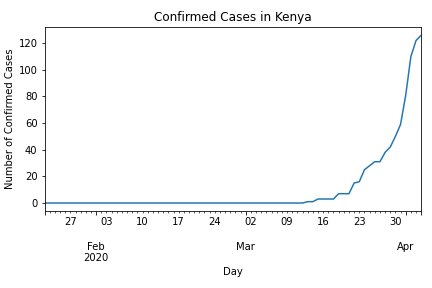 Confirmed Cases in Kenya
Number of Confirmed Cases
120
100
80
60
40
20
0
27 03 10 17 24 02 09 16 23 30
Feb Mar Apr
2020
Day